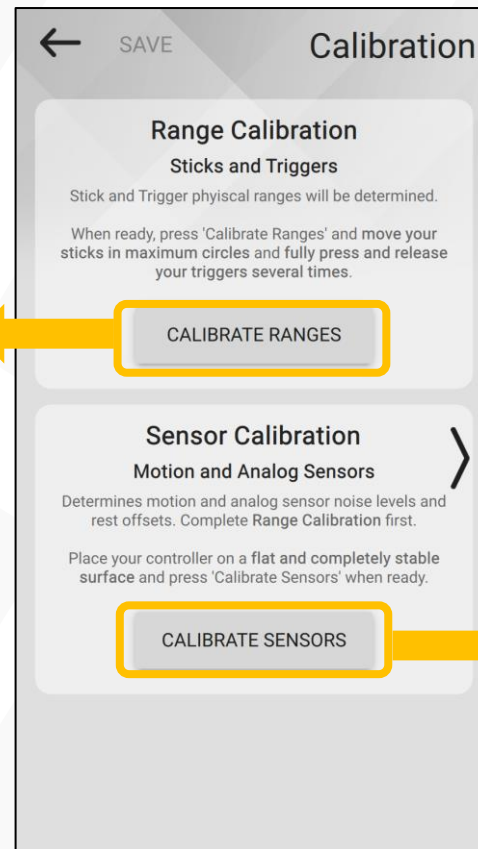 SAVE
Calibration
Range Calibration
Sticks and Triggers
Stick and Trigger phyiscal ranges will be determined.
When ready, press 'Calibrate Ranges' and move your
sticks in maximum circles and fully press and release
your triggers several times.
CALIBRATE RANGES
Sensor Calibration
Motion and Analog Sensors
Determines motion and analog sensor noise levels and
rest offsets. Complete Range Calibration first.
Place your controller on a flat and completely stable
surface and press 'Calibrate Sensors' when ready.
CALIBRATE SENSORS